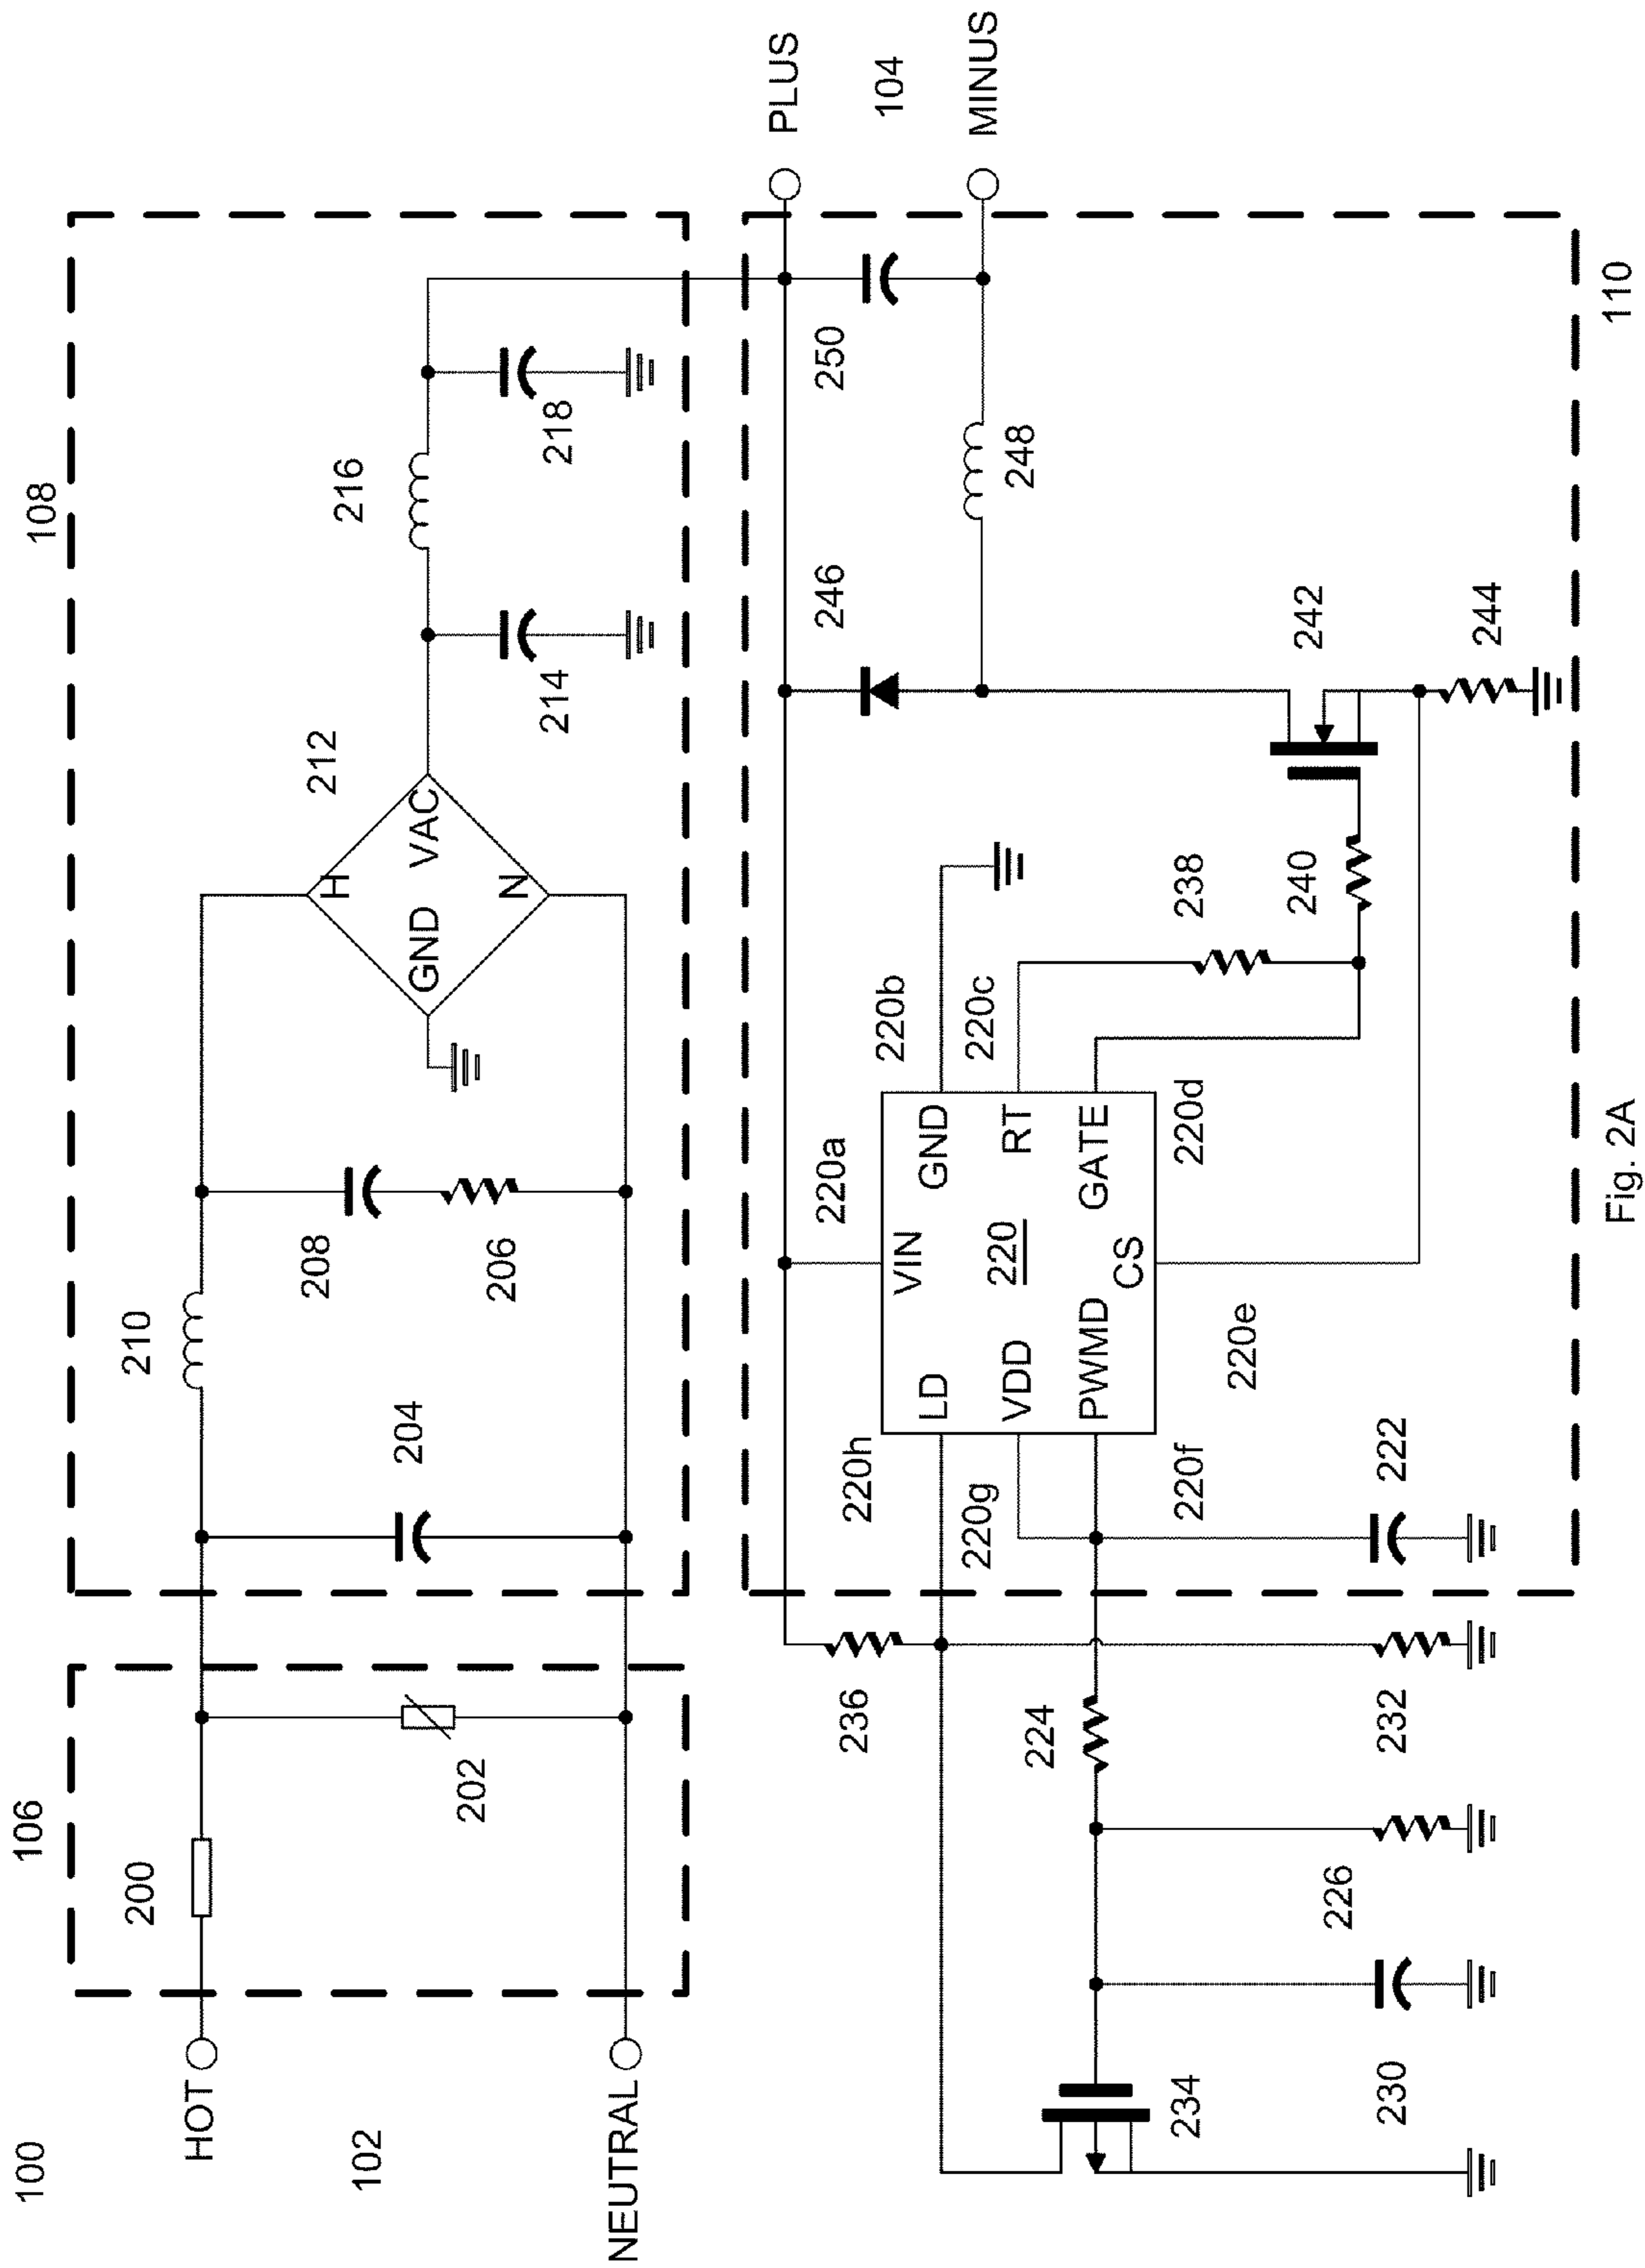 100
106
108
HOT
200
210
212
216
102
202
204
208
206
H
GND
VAC
N
214
218
NEUTRAL
PLUS
104
MINUS
236
220h
220a
220b
246
250
220g
LD
VIN
GND
220c
VDD
220
RT
248
224
PWMD
CS
GATE
234
220f
220e
220d
238
240
242
230
226
232
222
244
110
Fig. 2A